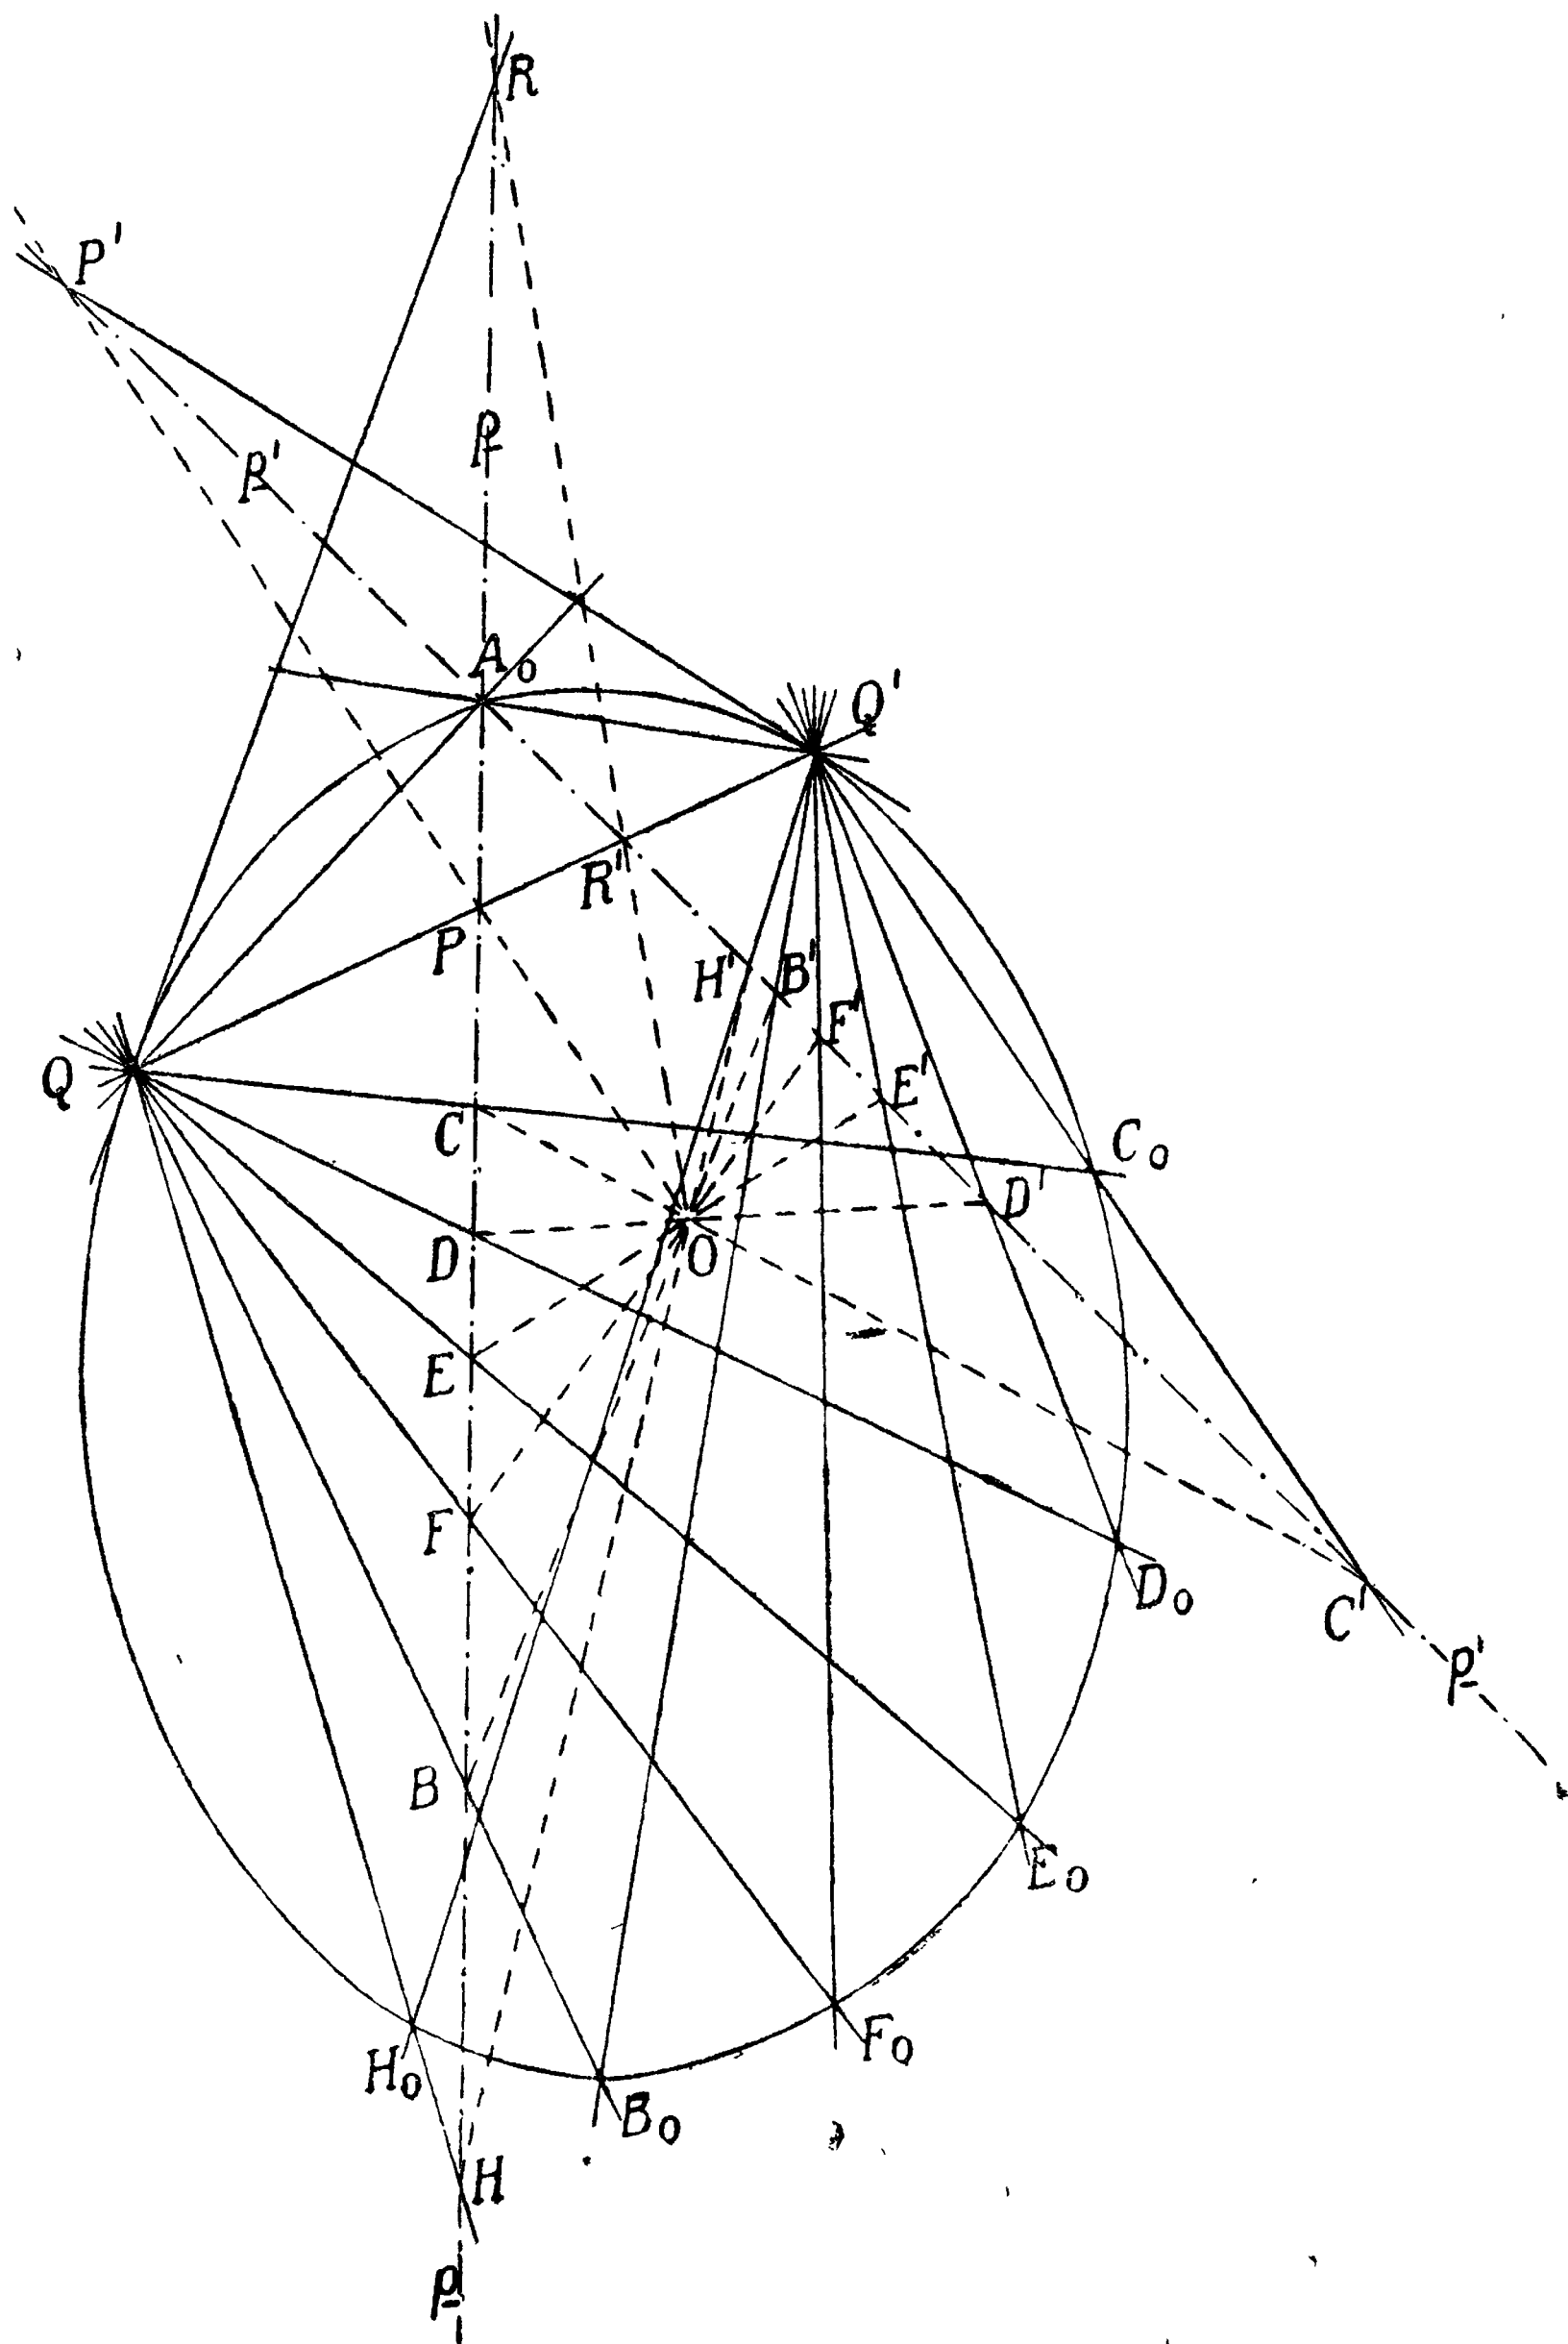 R
P'
p
p'
A₀
Q'
R'
P
H'
B'
F'
Q
E'
C
C₀
D'
D
O
E
F
D₀
C'
p'
B
E₀
F₀
H₀
B₀
H
p